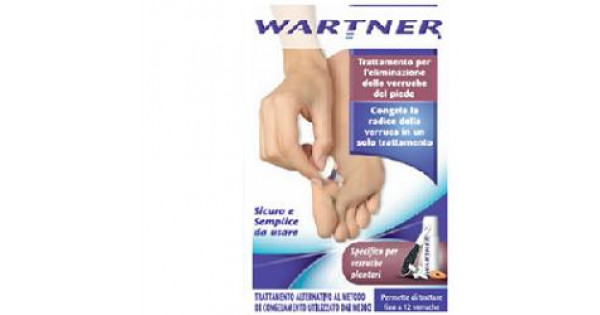 WARTNER
Trattamento per
l'eliminazione
delle verruche
del piede
Congela la
radice della
verruca in un
solo trattamento
Sicuro e
Semplice
da usare
Specifico per
verruche
plantari
WARTNER
TRATTAMENTO ALTERNATIVO AL METODO
DI CONGELAMENTO UTILIZZATO DAI MEDICI
Permette di trattare
fino a 12 verruche